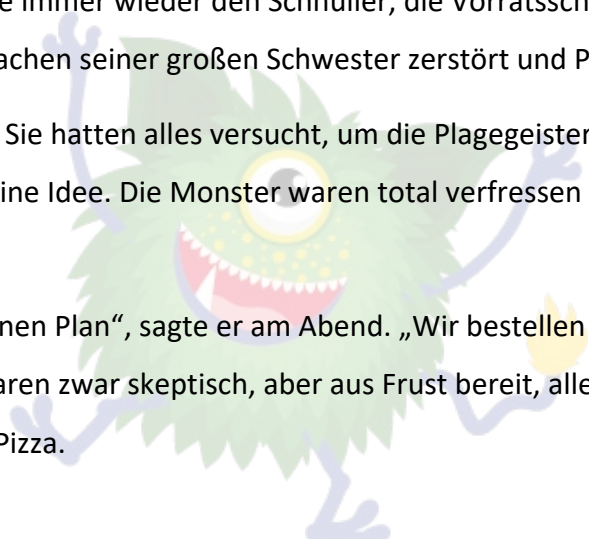 immer wieder den Schnuller, die
seiner großen Schwester zerstört und P
Sie hatten alles versucht, um die Plagegeister
ine Idee. Die Monster waren total verfressen
nen Plan“, sagte er am Abend. „Wir bestellen
aren zwar skeptisch, aber aus Frust bereit, alle
Pizza.